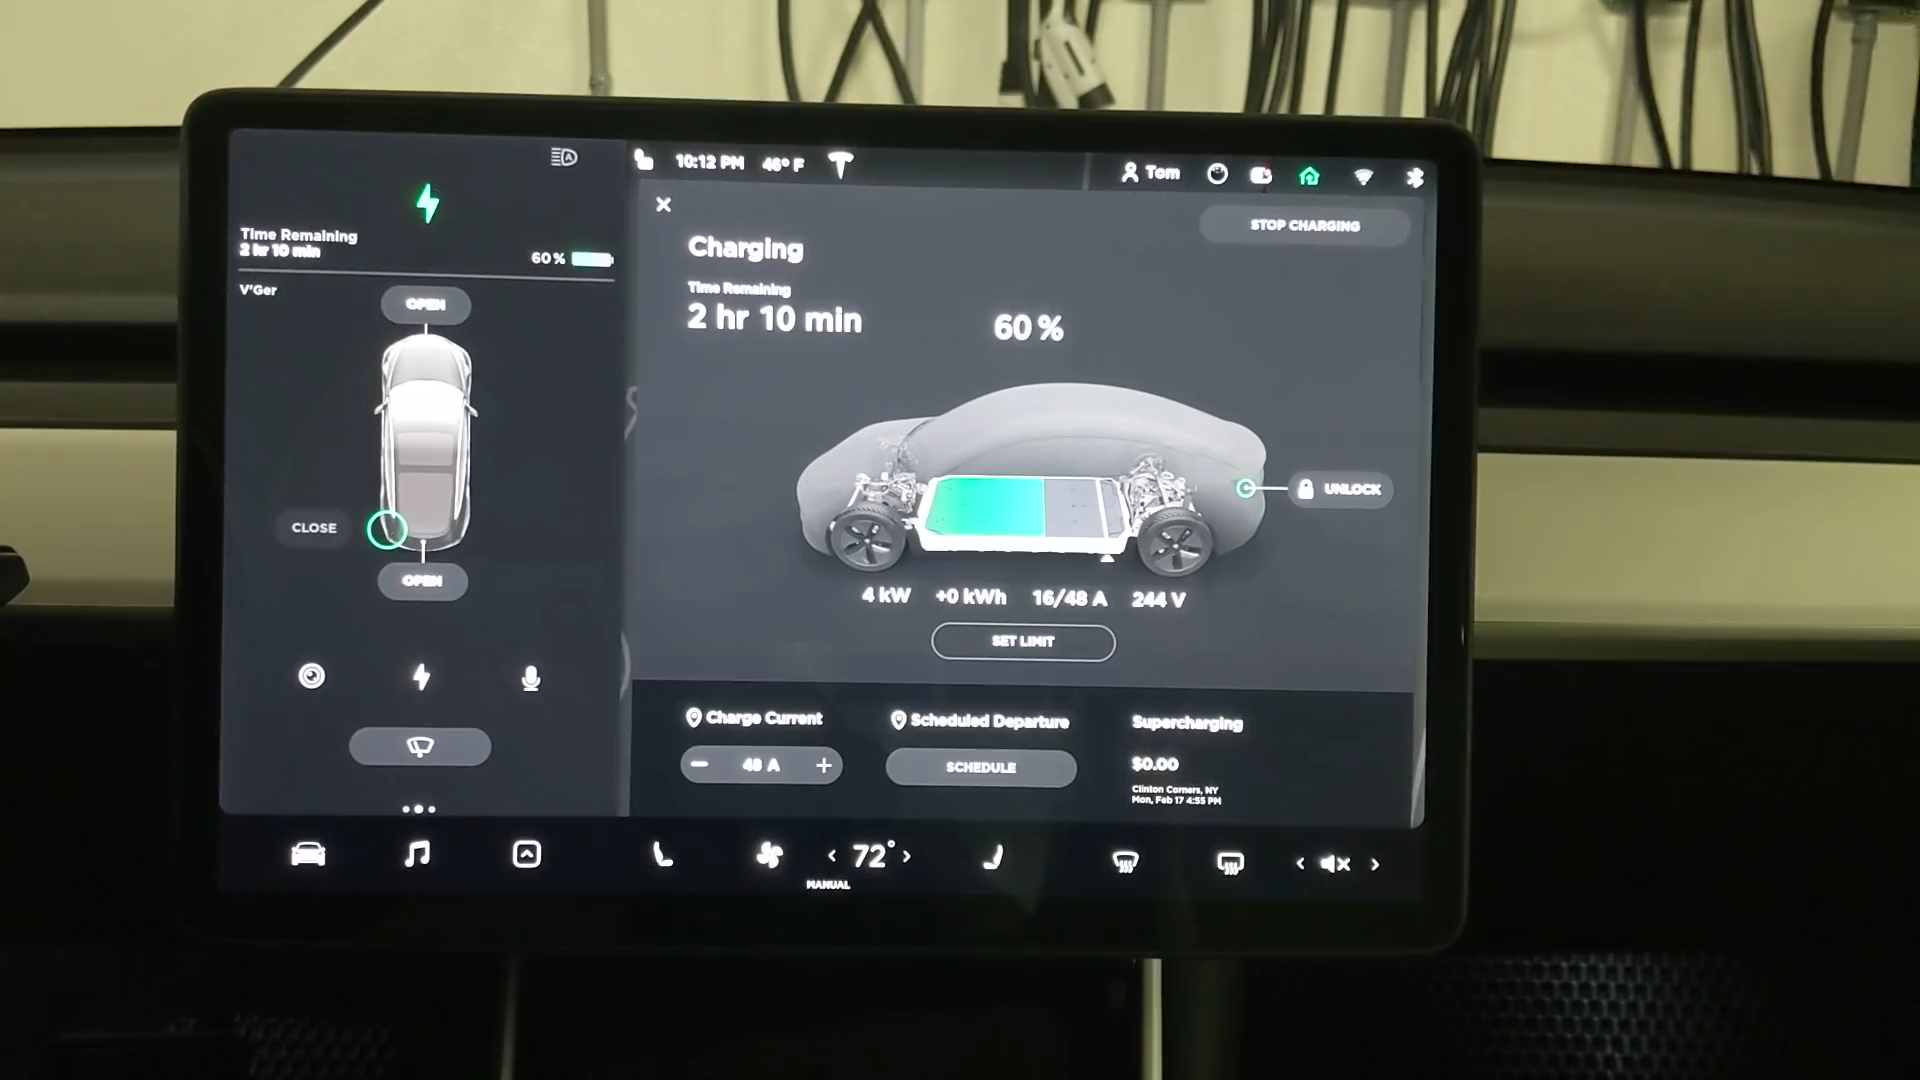 Time Remaining
2 hr 10 min
60 %
V'Ger
OPEN
CLOSE
OPEN
10:12 PM 46° F
Tom
STOP CHARGING
Charging
Time Remaining
2 hr 10 min
60 %
UNLOCK
4 kW +0 kWh 16/48 A 244 V
SET LIMIT
Charge Current
48 A
Scheduled Departure
SCHEDULE
Supercharging
$0.00
Clinton Corners, NY
Mon, Feb 17 4:55 PM
72°
MANUAL